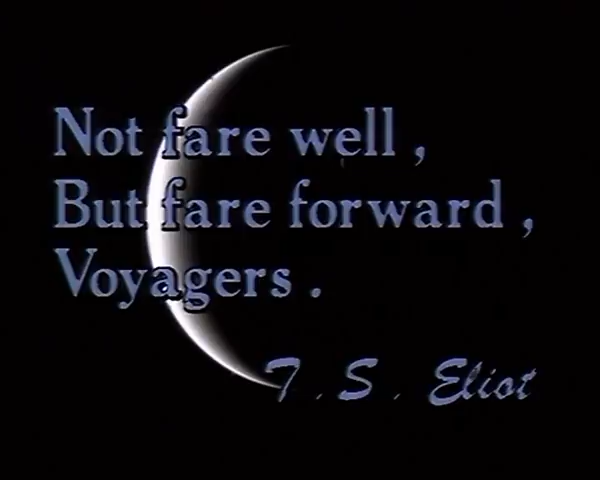 Not fare well ,
But fare forward ,
Voyagers .
T . S . Eliot